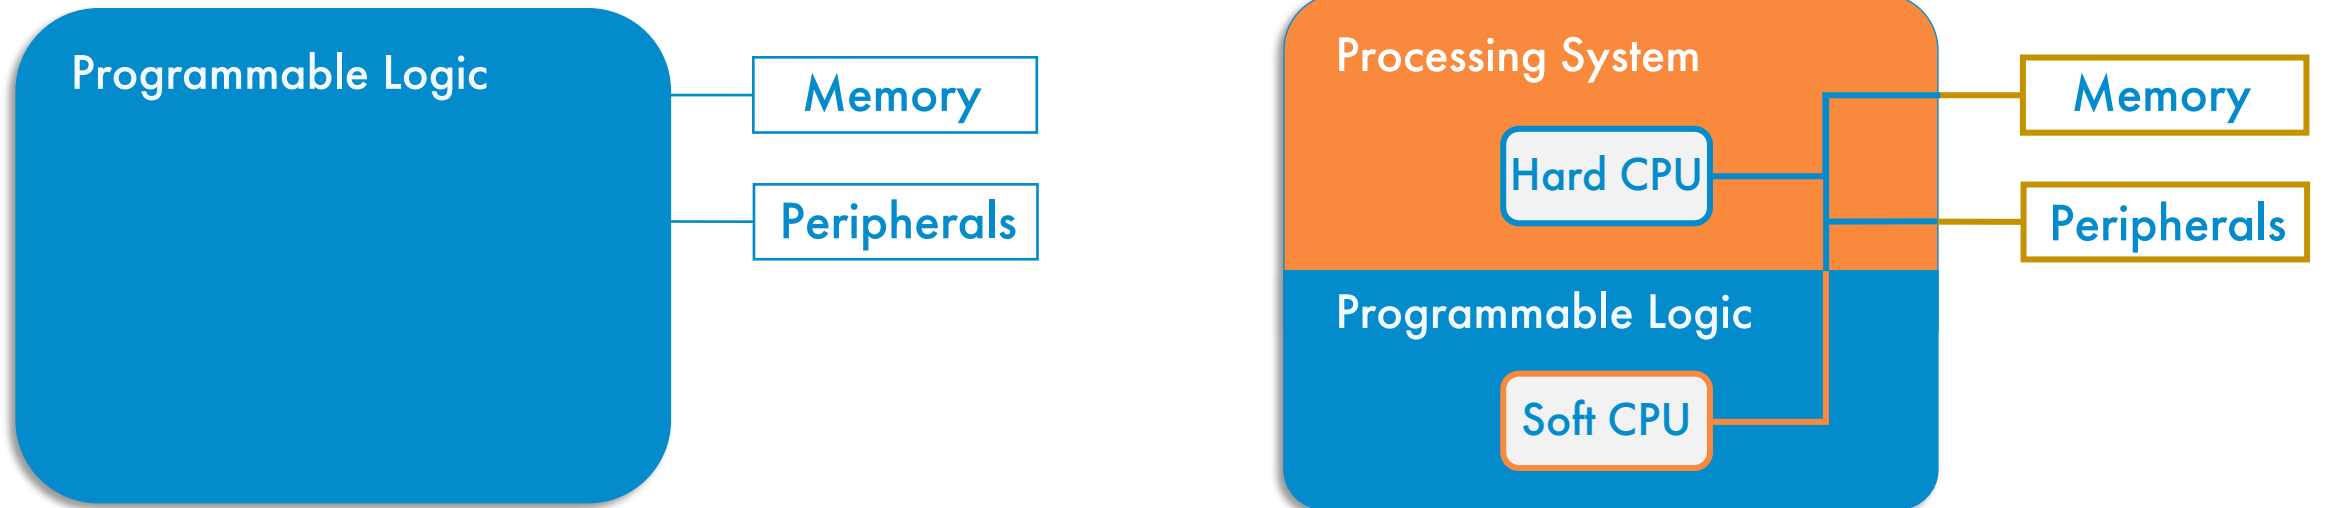 Programmable Logic
Memory
Peripherals
Processing System
Hard CPU
Memory
Peripherals
Programmable Logic
Soft CPU